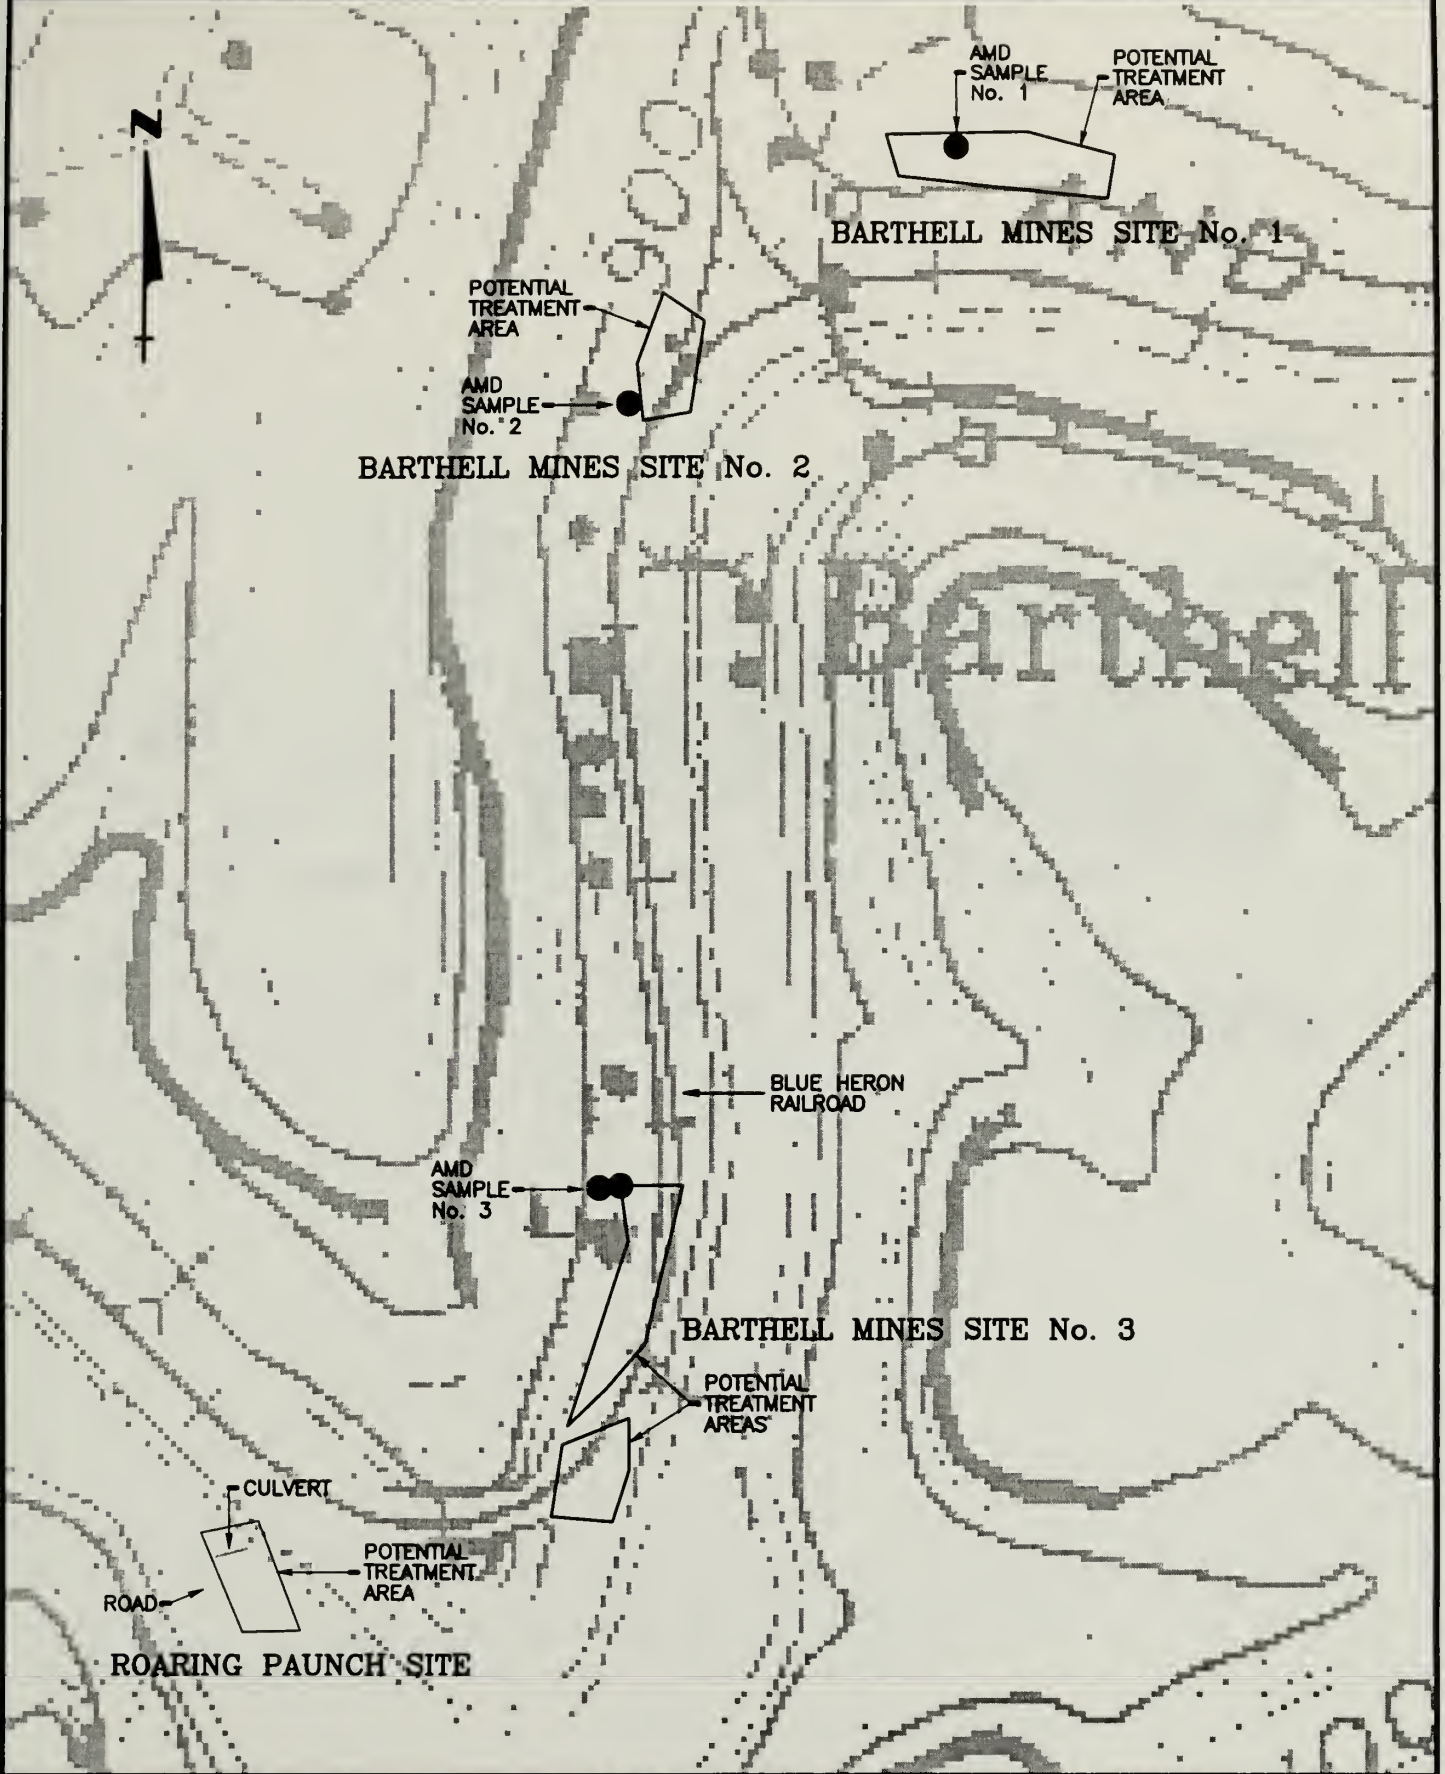 AMD
SAMPLE
No. 1
POTENTIAL
TREATMENT
AREA
N
BARTHELL MINES SITE No. 1
900
POTENTIAL
TREATMENT
AREA
AMD
SAMPLE
No. 2
BARTHELL MINES SITE No. 2
Barthell
BLUE HERON
RAILROAD
AMD
SAMPLE
No. 3
BARTHELL MINES SITE No. 3
POTENTIAL
TREATMENT
AREAS
CULVERT
POTENTIAL
TREATMENT
AREA
ROAD
ROARING PAUNCH SITE